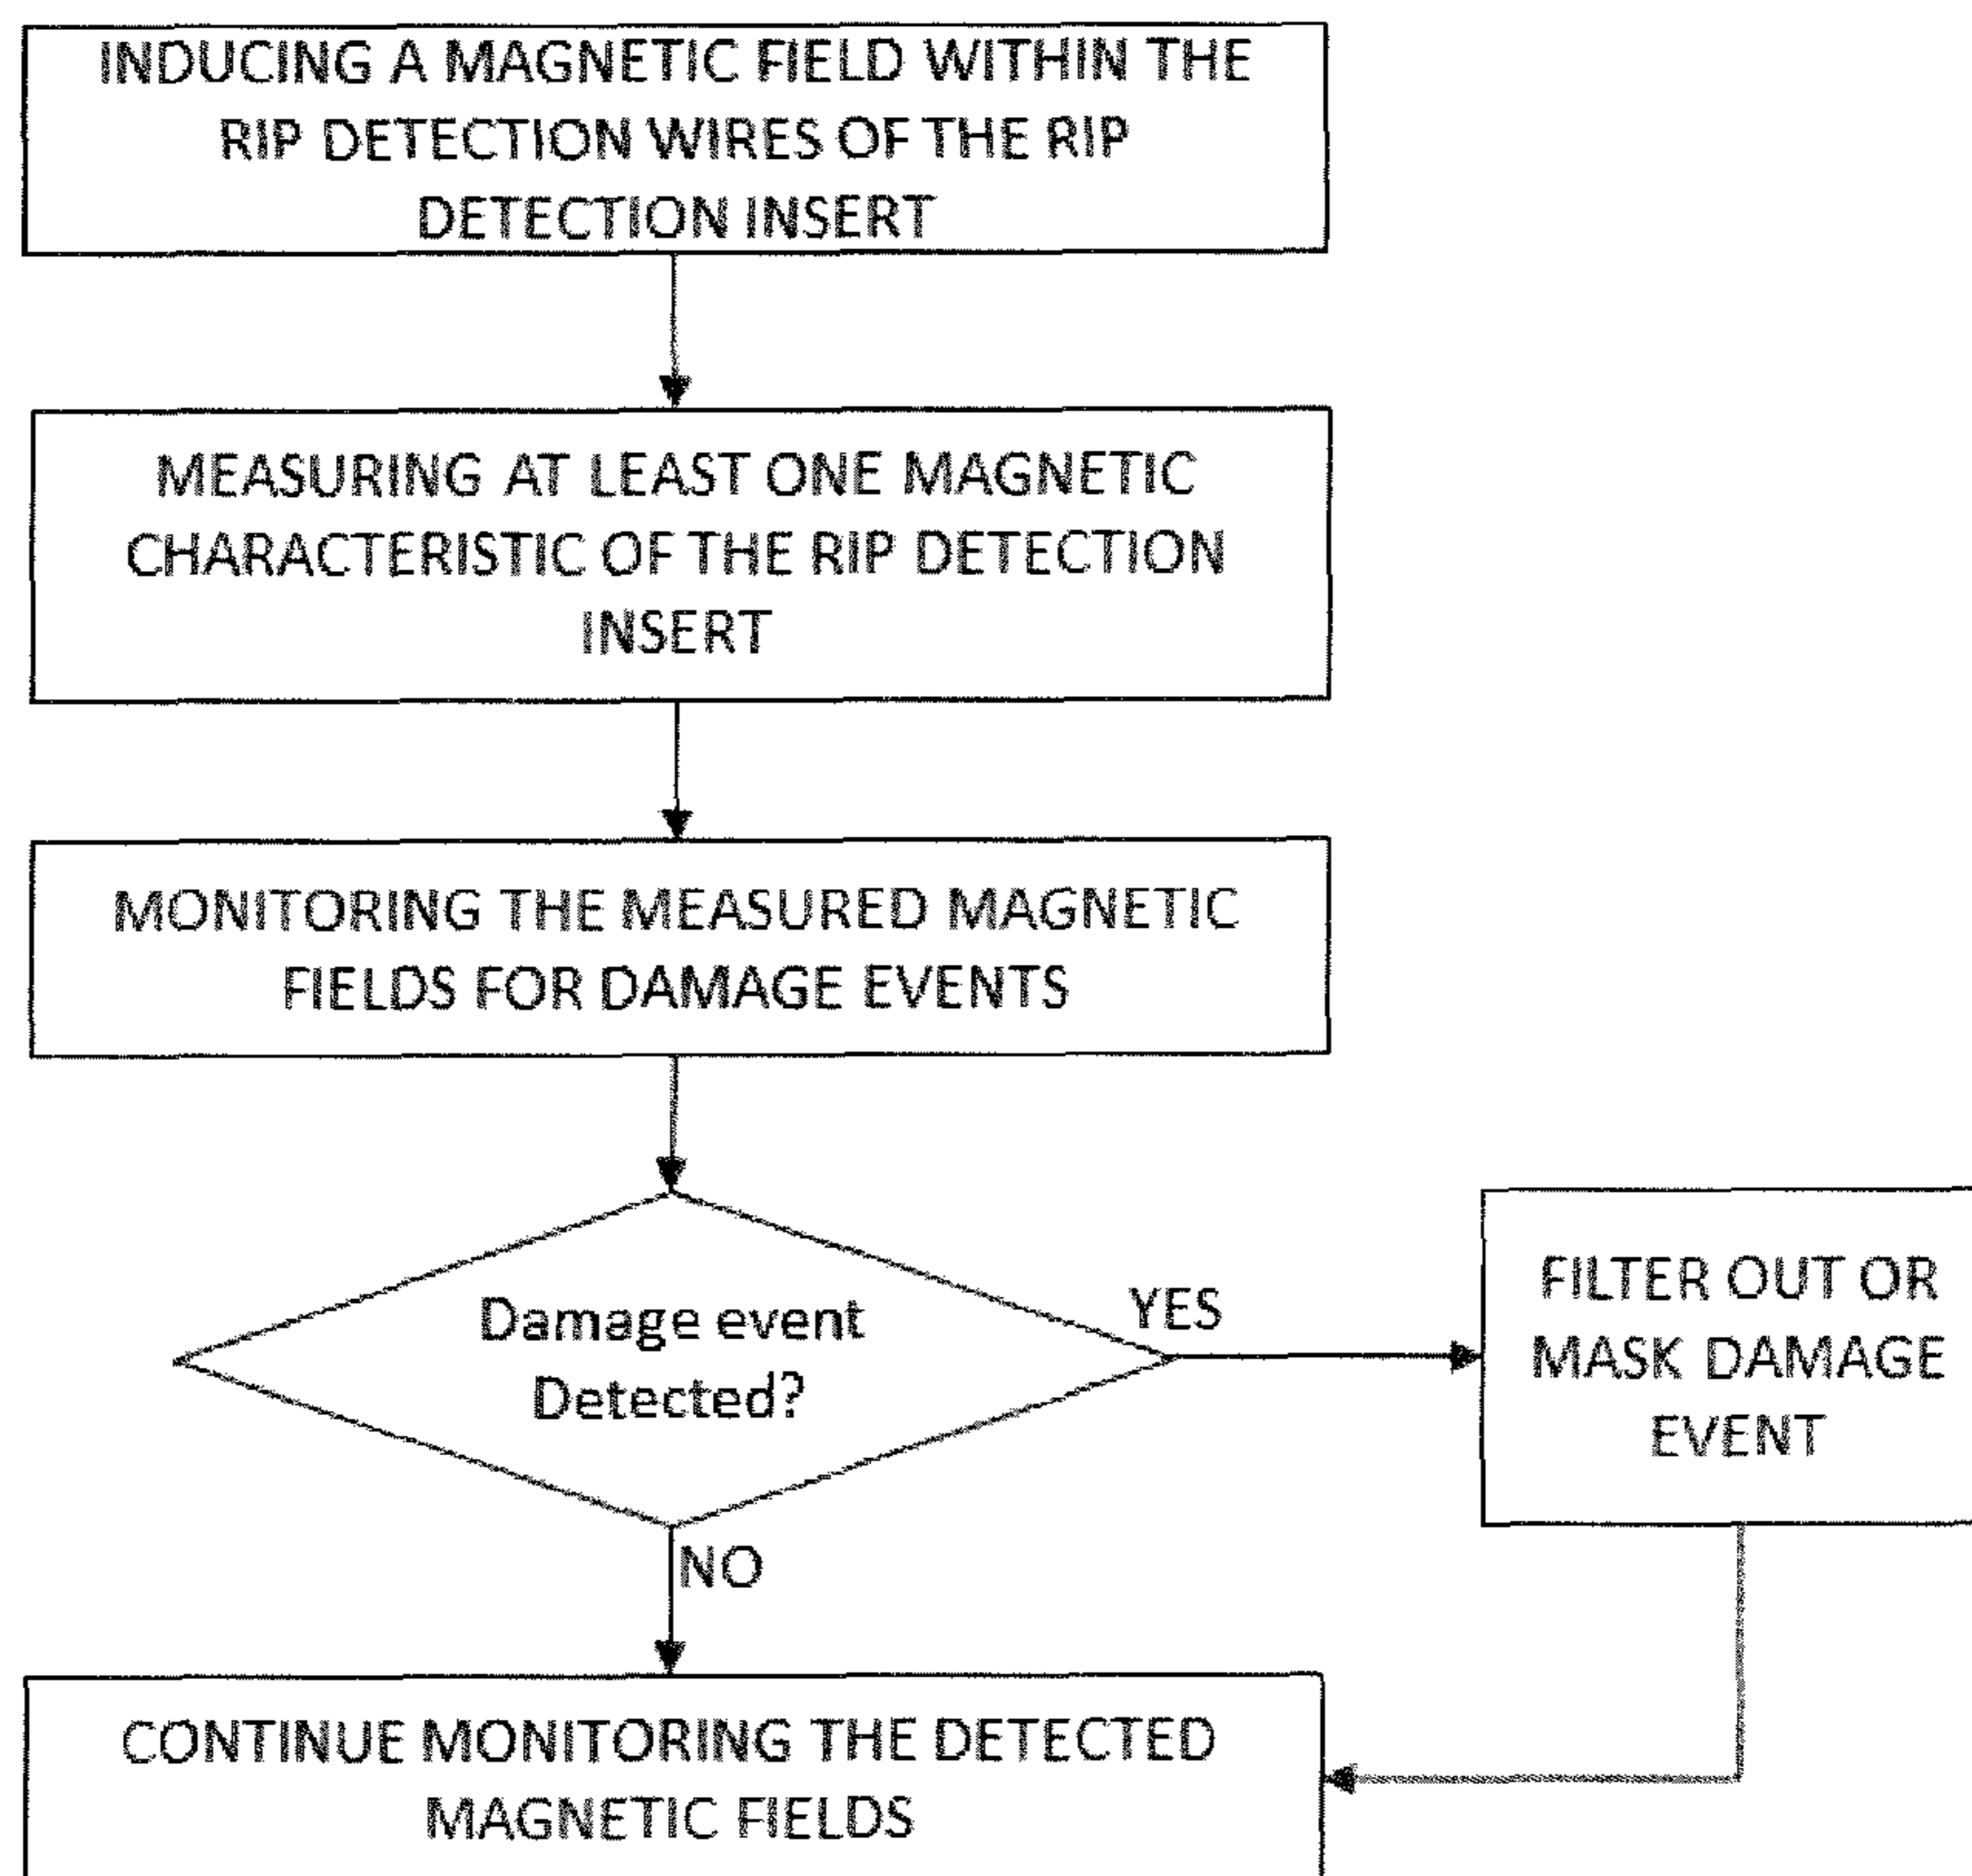 INDUCING A MAGNETIC FIELD WITHIN THE
RIP DETECTION WIRES OF THE RIP
DETECTION INSERT
MEASURING AT LEAST ONE MAGNETIC
CHARACTERISTIC OF THE RIP DETECTION
INSERT
MONITORING THE MEASURED MAGNETIC
FIELDS FOR DAMAGE EVENTS
Damage event
Detected?
YES
FILTER OUT OR
MASK DAMAGE
EVENT
NO
CONTINUE MONITORING THE DETECTED
MAGNETIC FIELDS